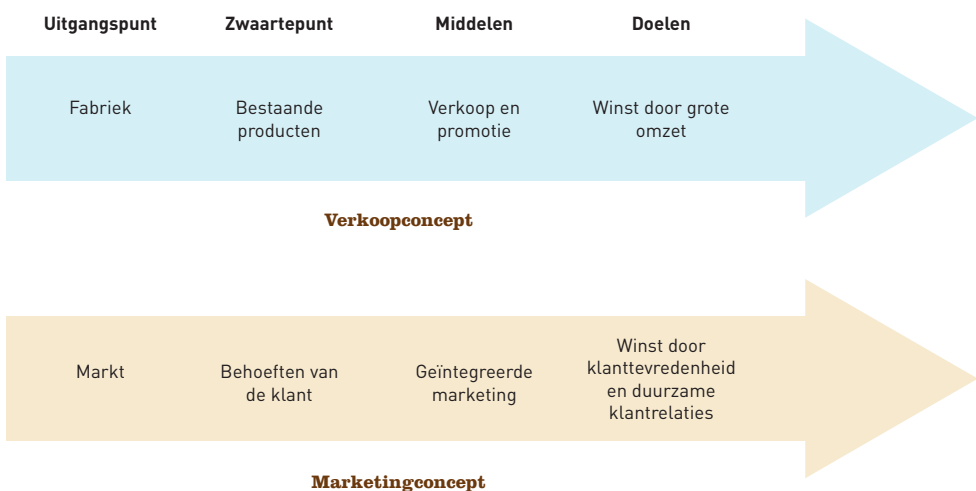 Uitgangspunt Zwaartepunt Middelen Doelen
Fabriek
Bestaande
producten
Verkoop en
promotie
Winst door grote
omzet
Verkoopconcept
Markt
Behoeften van
de klant
Geïntegreerde
marketing
Winst door
klanttevredenheid
en duurzame
klantrelaties
Marketingconcept